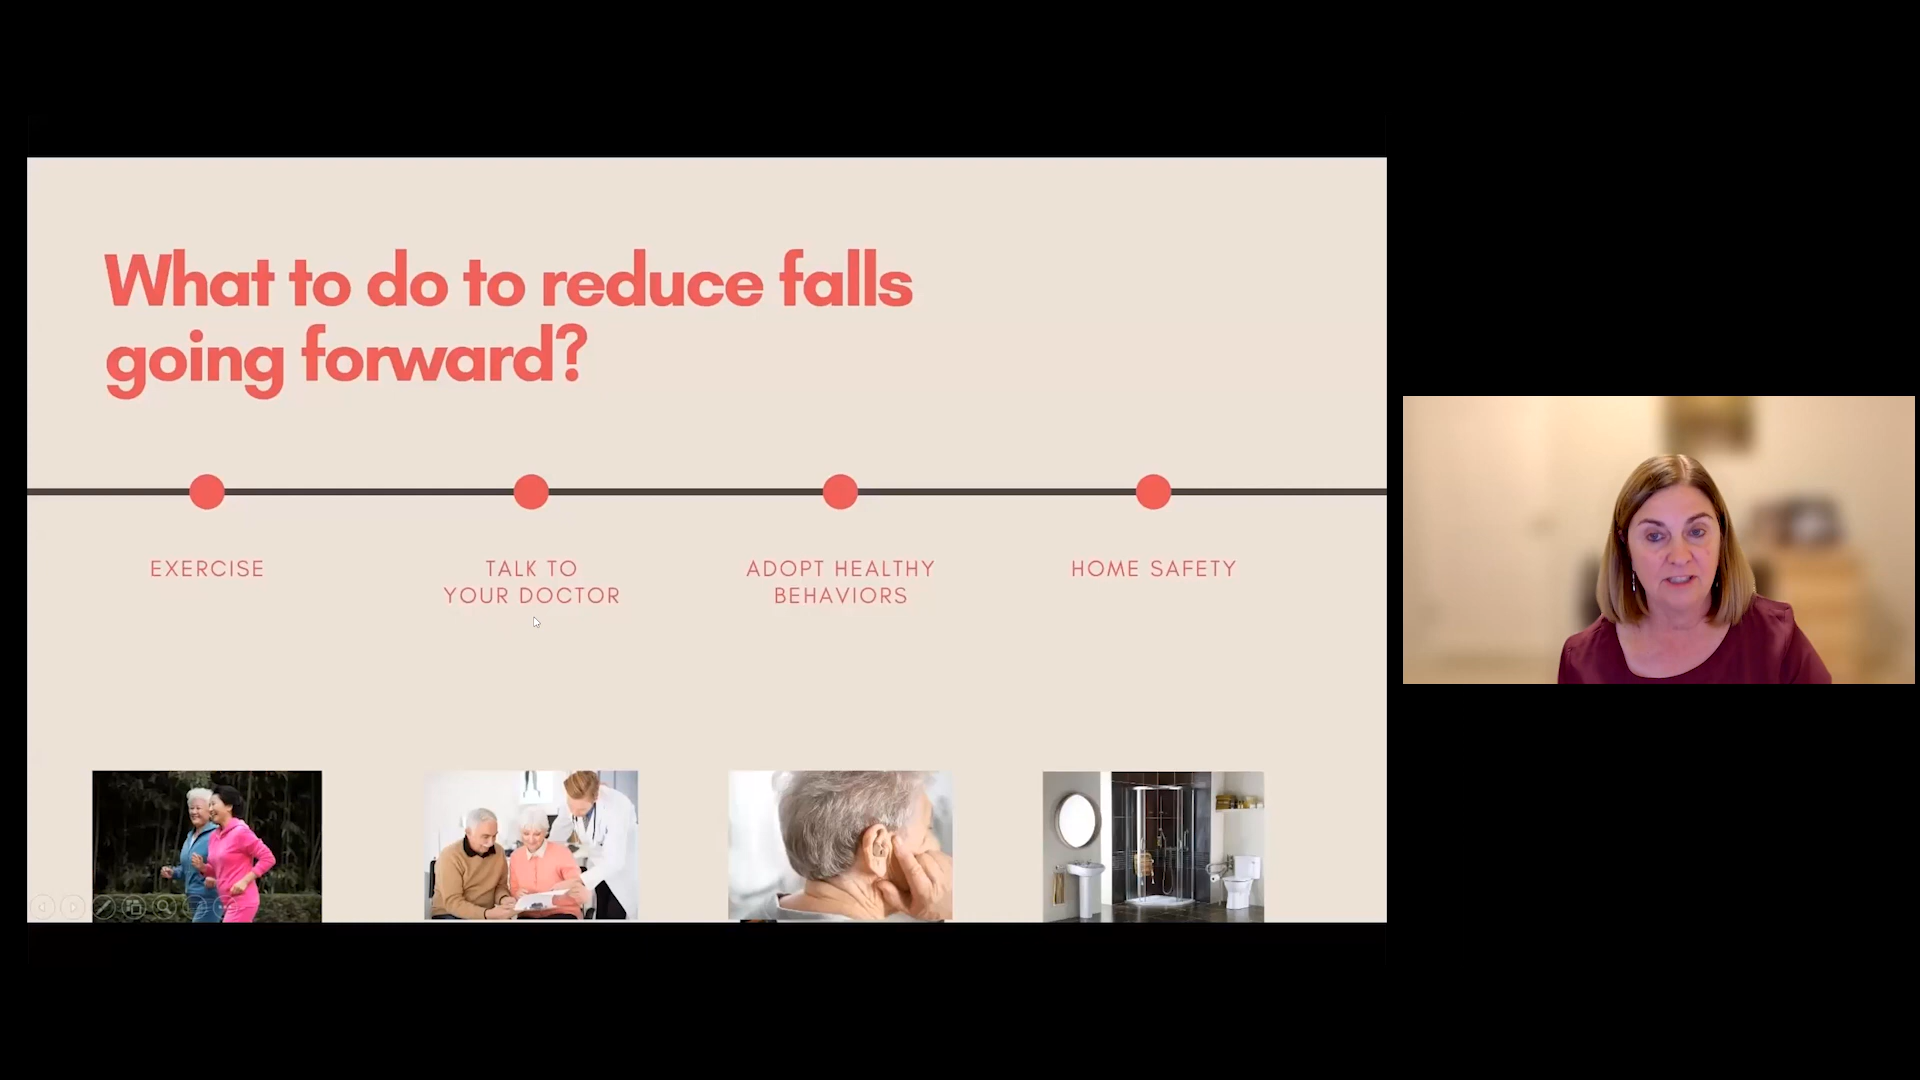 What to do to reduce falls
going forward?
EXERCISE
TALK TO
YOUR DOCTOR
ADOPT HEALTHY
BEHAVIORS
HOME SAFETY